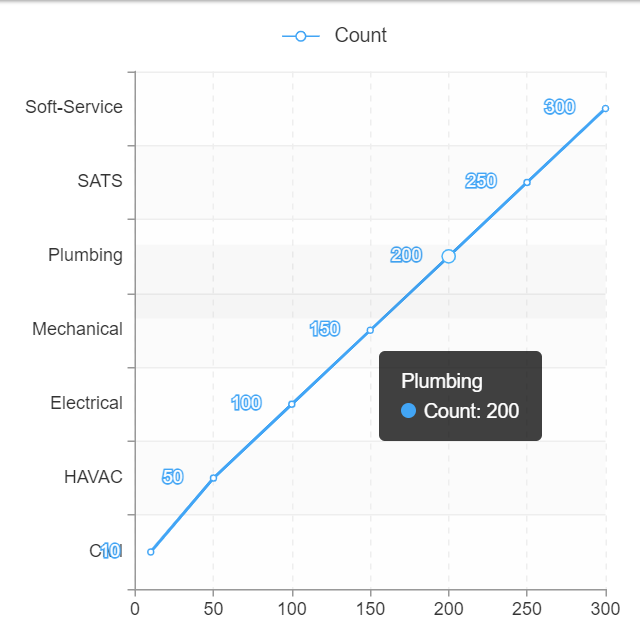 Count
Soft-Service 300
SATS 250
Plumbing 200
Mechanical 150
Plumbing
Count: 200
Electrical 100
HAVAC 50
10
0 50 100 150 200 250 300